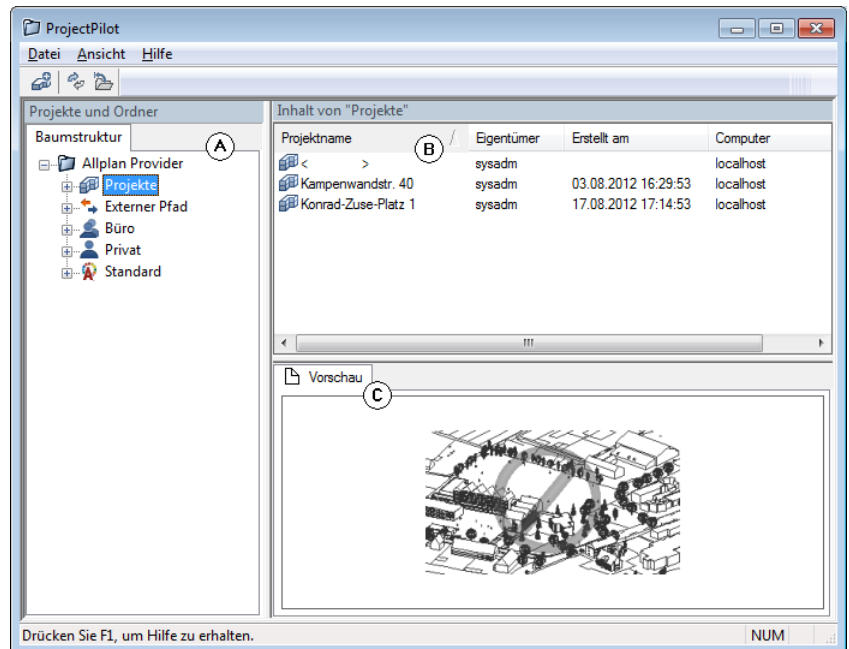 ProjectPilot
Datei Ansicht Hilfe
Projekte und Ordner
Inhalt von "Projekte"
Baumstruktur
A
Projektname B Eigentümer Erstellt am Computer
< > sysadm localhost
Kampenwandstr. 40 sysadm 03.08.2012 16:29:53 localhost
Konrad-Zuse-Platz 1 sysadm 17.08.2012 17:14:53 localhost
Allplan Provider
Projekte
Externer Pfad
Büro
Privat
Standard
Vorschau
C
Drücken Sie F1, um Hilfe zu erhalten.
NUM